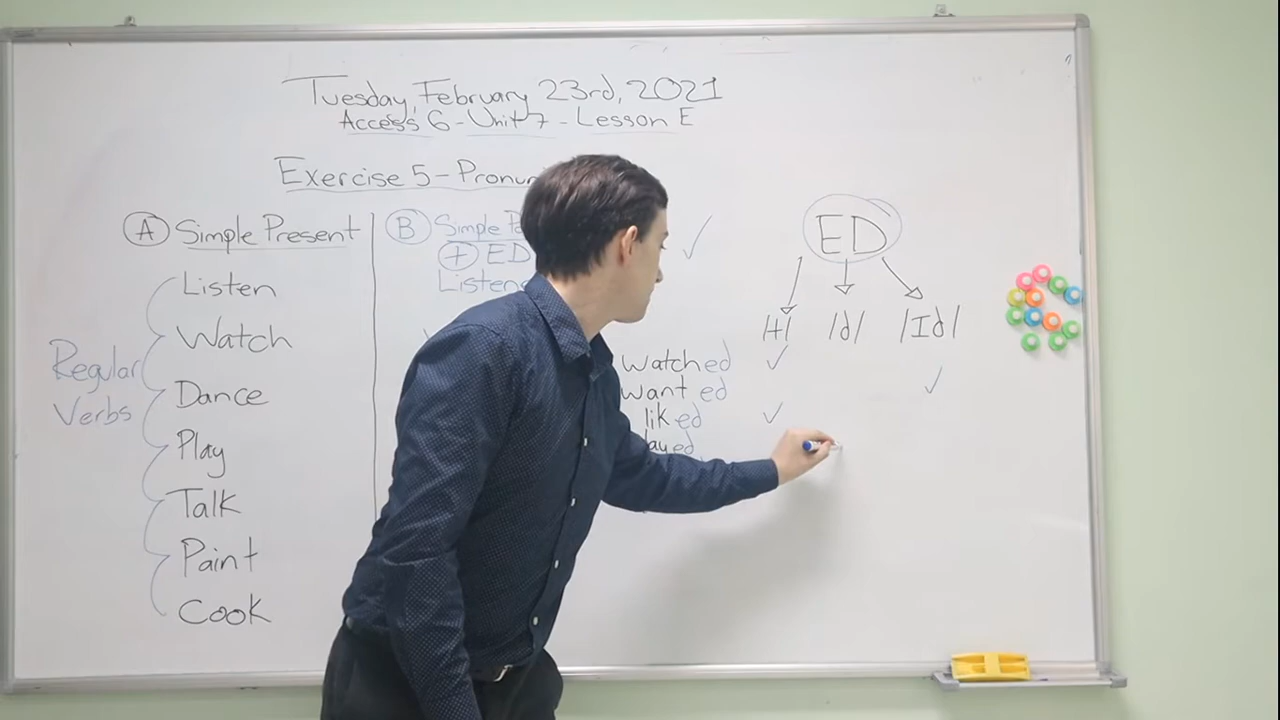 Tuesday, February 23rd, 2021
Access 6 - Unit 7 - Lesson E
Exercise 5 - Pronun
A Simple Present
Listen
Watch
Dance
Play
Talk
Paint
Cook
Regular
Verbs
B Simple
+ ED
Listene
watched
wanted
liked
ayed
ED
/t/ /d/ /Id/